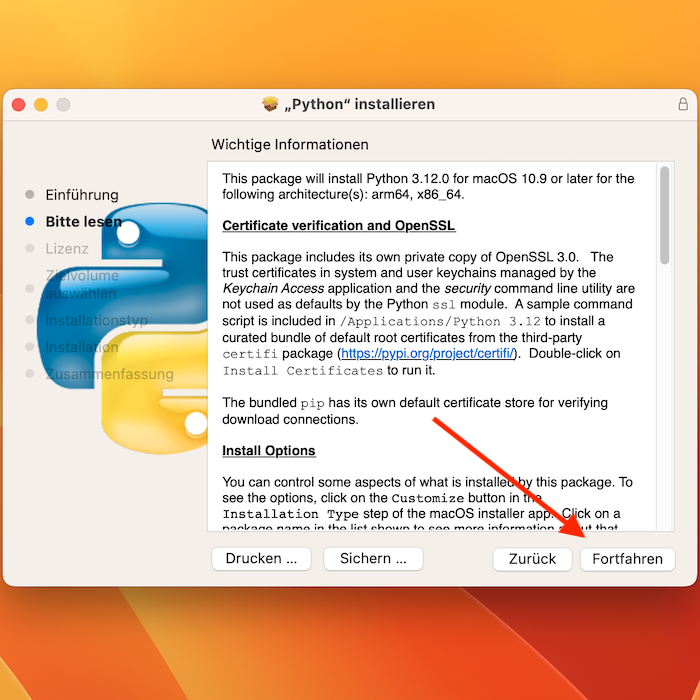 „Python“ installieren
Wichtige Informationen
Einführung
Bitte lesen
Lizenz
Zielvolume
auswählen
Installationstyp
Installation
Zusammenfassung
This package will install Python 3.12.0 for macOS 10.9 or later for the
following architecture(s): arm64, x86_64.
Certificate verification and OpenSSL
This package includes its own private copy of OpenSSL 3.0.   The
trust certificates in system and user keychains managed by the
Keychain Access application and the security command line utility are
not used as defaults by the Python ssl module.  A sample command
script is included in /Applications/Python 3.12 to install a
curated bundle of default root certificates from the third-party
certifi package (https://pypi.org/project/certifi/).  Double-click on
Install Certificates to run it.
The bundled pip has its own default certificate store for verifying
download connections.
Install Options
You can control some aspects of what is installed by this package. To
see the options, click on the Customize button in the
Installation Type step of the macOS installer app.  Click on a
package name in the list shown to see more information about that
Drucken ...
Sichern ...
Zurück
Fortfahren